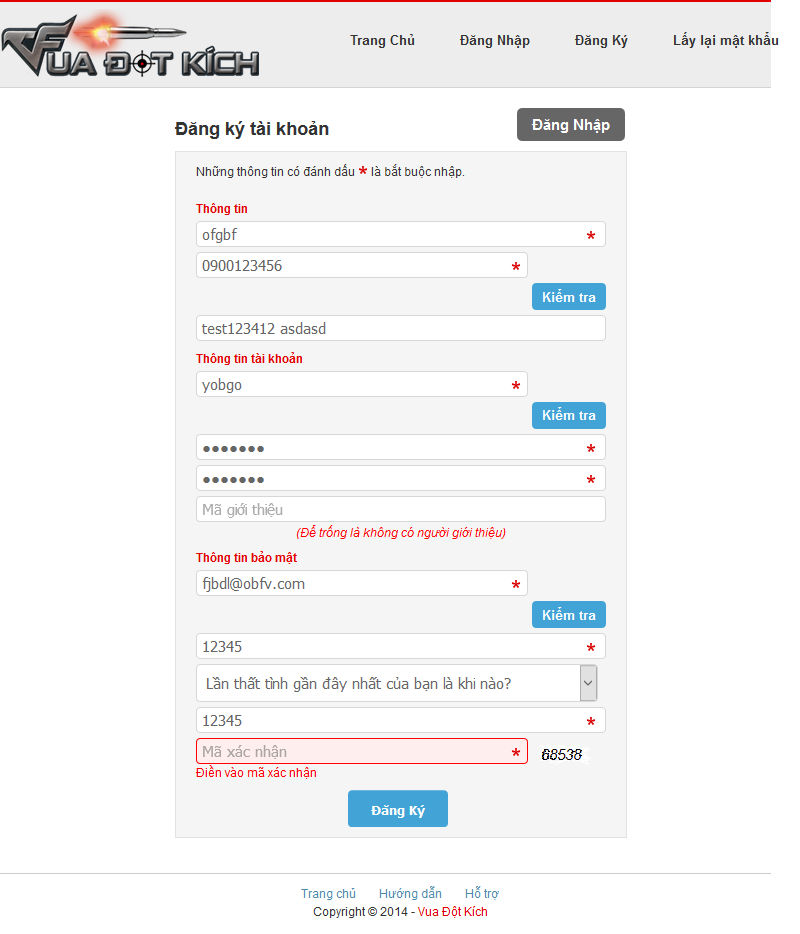 VUA ĐỘT KÍCH
Trang Chủ Đăng Nhập Đăng Ký Lấy lại mật khẩu
Đăng ký tài khoản
Đăng Nhập
Những thông tin có đánh dấu * là bắt buộc nhập.
Thông tin
ofgbf *
0900123456 *
Kiểm tra
test123412 asdasd
Thông tin tài khoản
yobgo *
Kiểm tra
●●●●●●● *
●●●●●●● *
Mã giới thiệu
(Để trống là không có người giới thiệu)
Thông tin bảo mật
fjbdl@obfv.com *
Kiểm tra
12345 *
Lần thất tình gần đây nhất của bạn là khi nào?
12345 *
Mã xác nhận * 68538
Điền vào mã xác nhận
Đăng Ký
Trang chủ Hướng dẫn Hỗ trợ
Copyright © 2014 - Vua Đột Kích